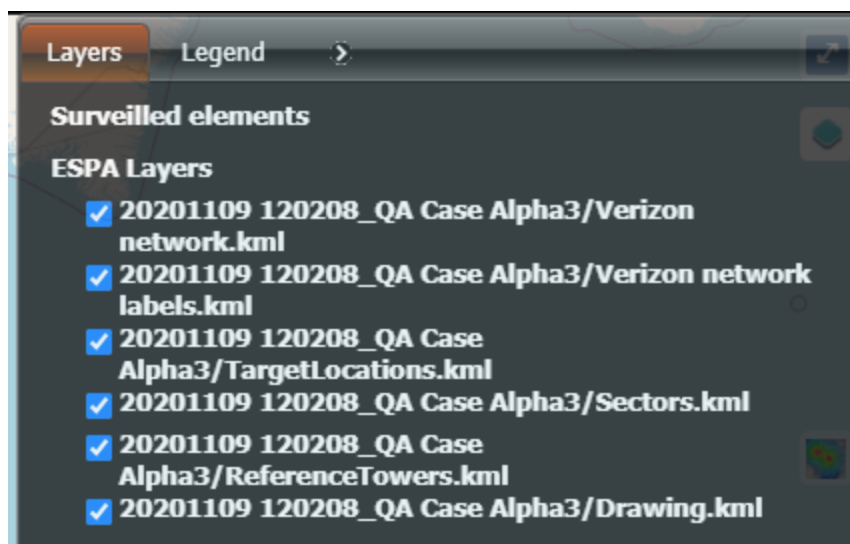 Layers Legend
Surveilled elements
ESPA Layers
20201109 120208_QA Case Alpha3/Verizon
network.kml
20201109 120208_QA Case Alpha3/Verizon network
labels.kml
20201109 120208_QA Case
Alpha3/TargetLocations.kml
20201109 120208_QA Case Alpha3/Sectors.kml
20201109 120208_QA Case
Alpha3/ReferenceTowers.kml
20201109 120208_QA Case Alpha3/Drawing.kml